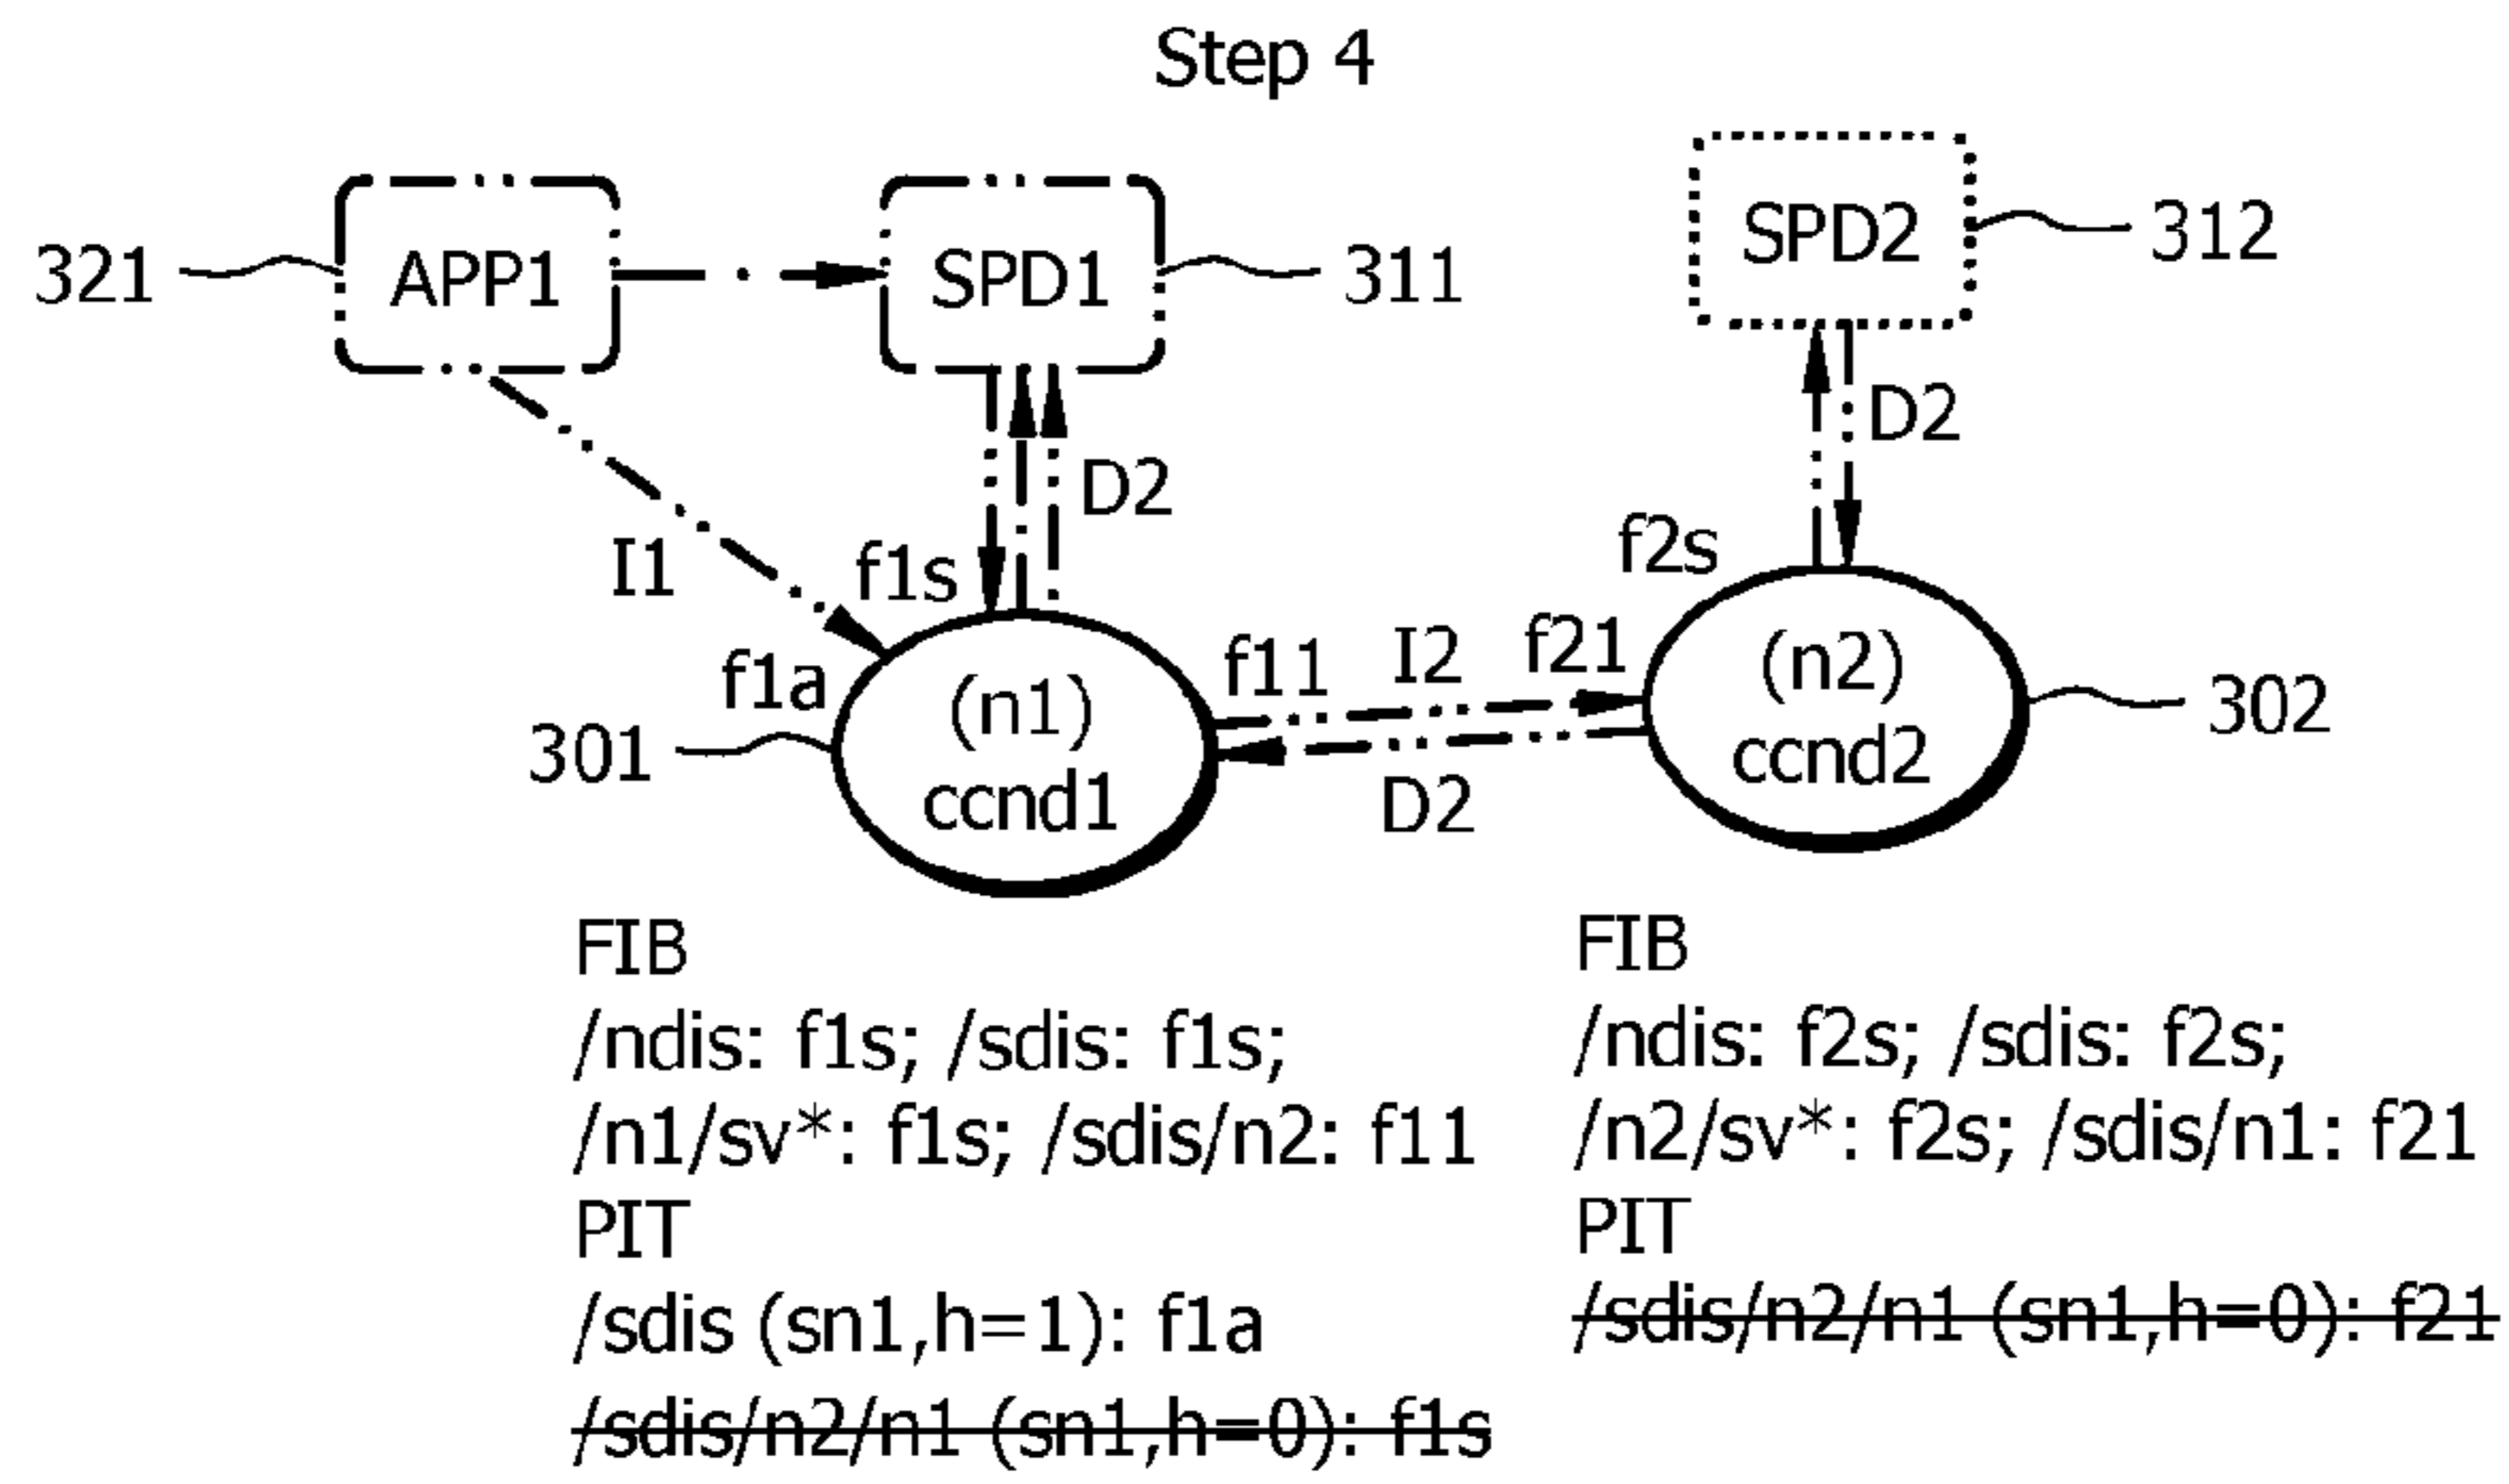 Step 4
321
APP1
SPD1
311
SPD2
312
D2
D2
I1
f1s
f2s
f1a
f11
I2
f21
301
(n1)
ccnd1
(n2)
ccnd2
302
D2
FIB
/ndis: f1s; /sdis: f1s;
/n1/sv*: f1s; /sdis/n2: f11
PIT
/sdis (sn1,h=1): f1a
/sdis/n2/n1 (sn1,h=0): f1s
FIB
/ndis: f2s; /sdis: f2s;
/n2/sv*: f2s; /sdis/n1: f21
PIT
/sdis/n2/n1 (sn1,h=0): f21